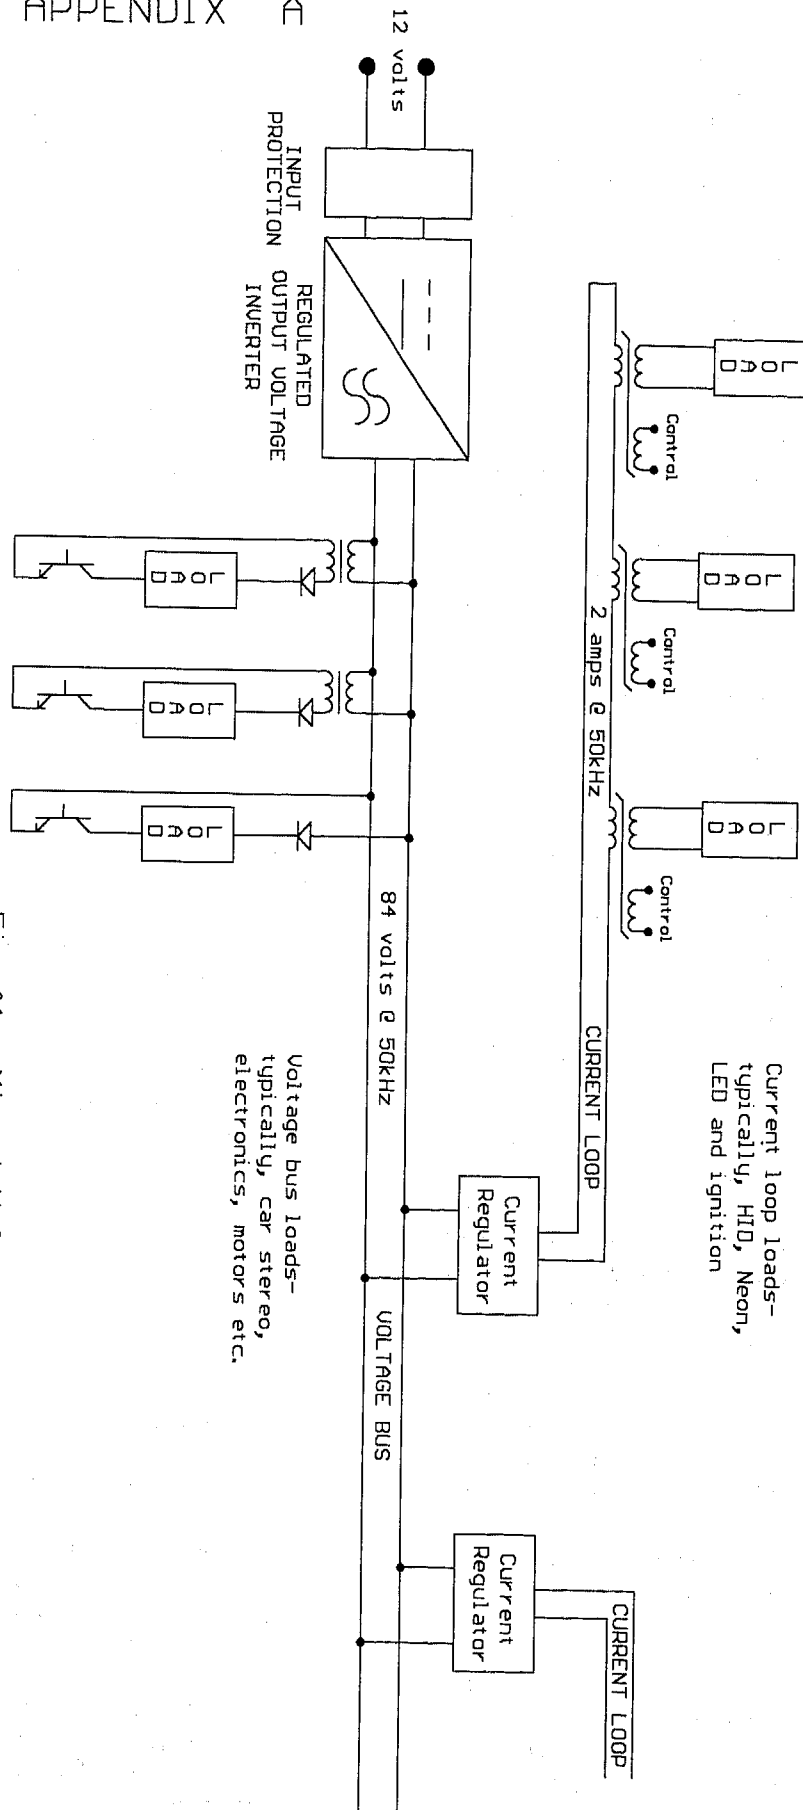 APPENDIX A
12 volts
INPUT
PROTECTION
REGULATED
OUTPUT VOLTAGE
INVERTER
LOAD
Control
LOAD
Control
LOAD
Control
2 amps @ 50kHz
CURRENT LOOP
Current loop loads-
typically, HID, Neon,
LED and ignition
LOAD
LOAD
LOAD
84 volts @ 50kHz
Voltage bus loads-
typically, car stereo,
electronics, motors etc.
Current
Regulator
VOLTAGE BUS
Current
Regulator
CURRENT LOOP